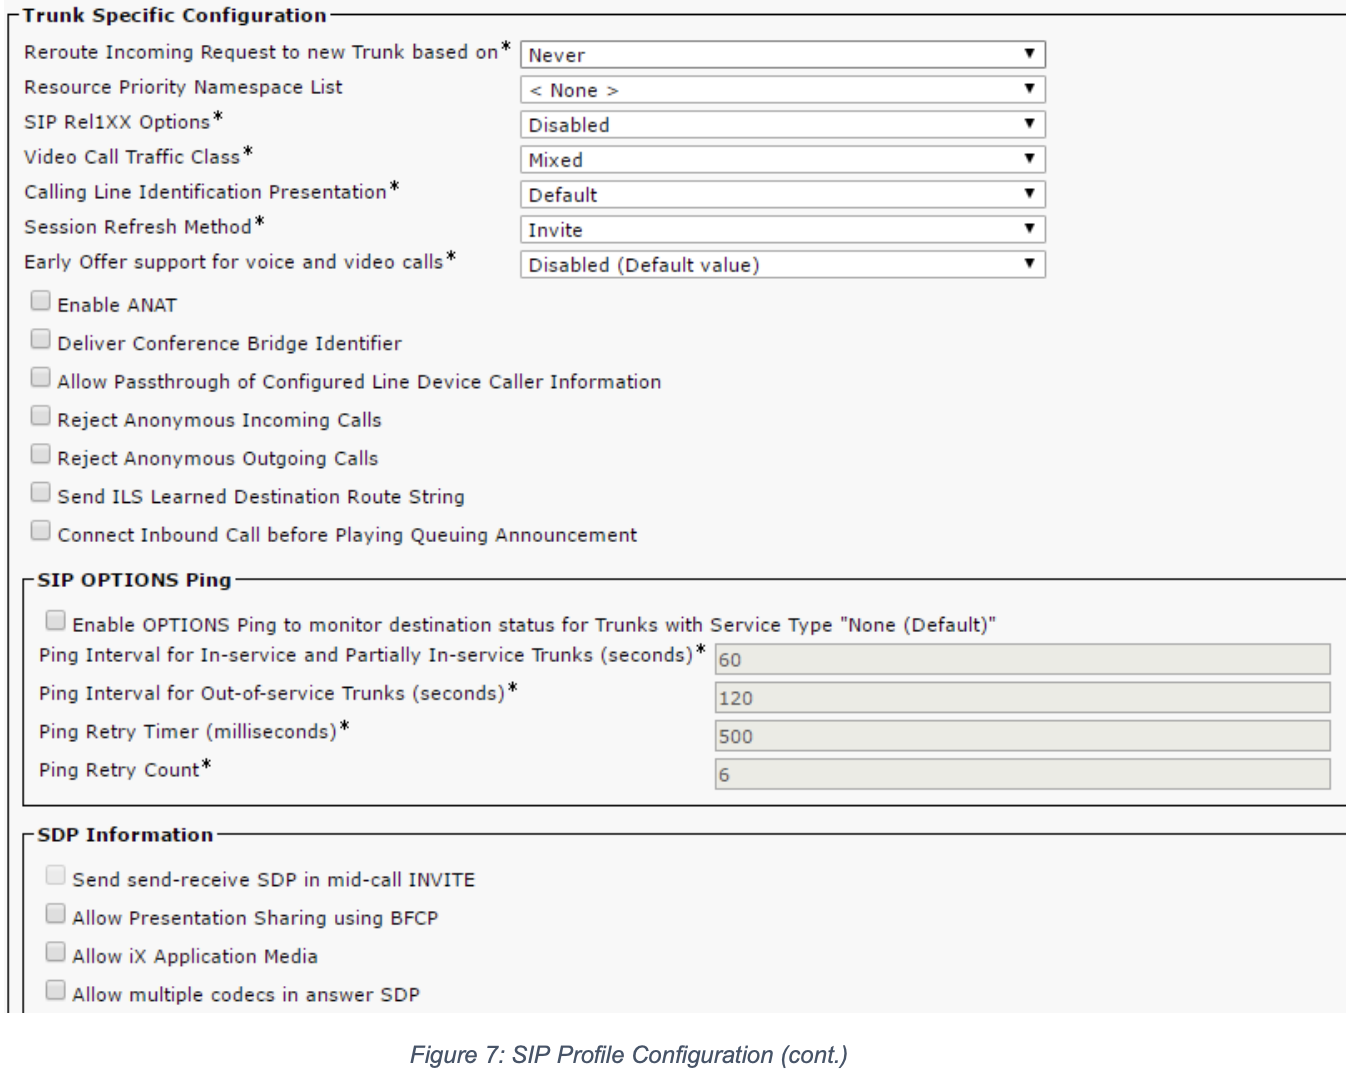 Trunk Specific Configuration
Reroute Incoming Request to new Trunk based on* Never
Resource Priority Namespace List < None >
SIP Rel1XX Options* Disabled
Video Call Traffic Class* Mixed
Calling Line Identification Presentation* Default
Session Refresh Method* Invite
Early Offer support for voice and video calls* Disabled (Default value)
Enable ANAT
Deliver Conference Bridge Identifier
Allow Passthrough of Configured Line Device Caller Information
Reject Anonymous Incoming Calls
Reject Anonymous Outgoing Calls
Send ILS Learned Destination Route String
Connect Inbound Call before Playing Queuing Announcement
SIP OPTIONS Ping
Enable OPTIONS Ping to monitor destination status for Trunks with Service Type "None (Default)"
Ping Interval for In-service and Partially In-service Trunks (seconds)* 60
Ping Interval for Out-of-service Trunks (seconds)* 120
Ping Retry Timer (milliseconds)* 500
Ping Retry Count* 6
SDP Information
Send send-receive SDP in mid-call INVITE
Allow Presentation Sharing using BFCP
Allow iX Application Media
Allow multiple codecs in answer SDP
Figure 7: SIP Profile Configuration (cont.)